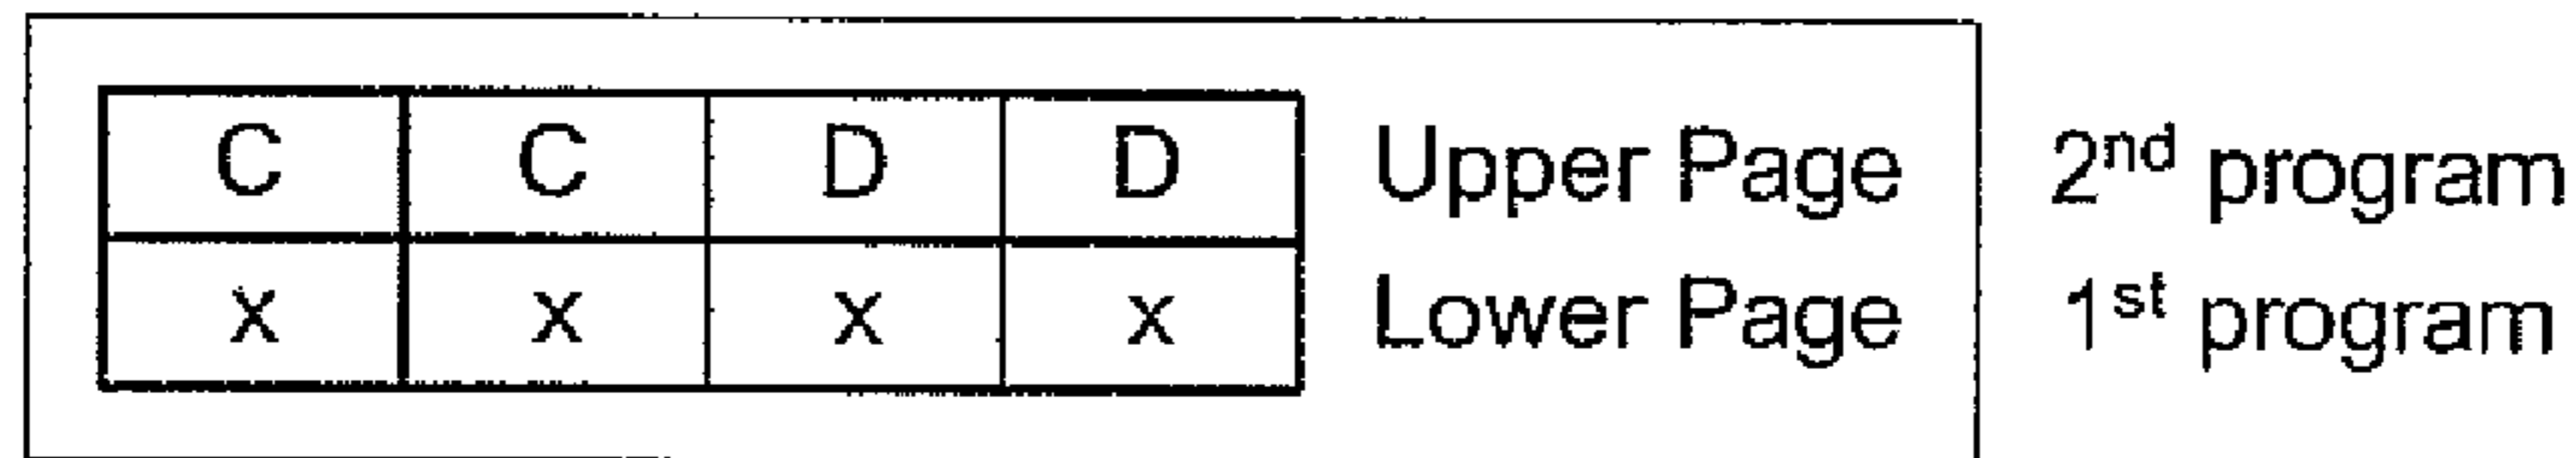 C C D D Upper Page 2nd program
x x x x Lower Page 1st program